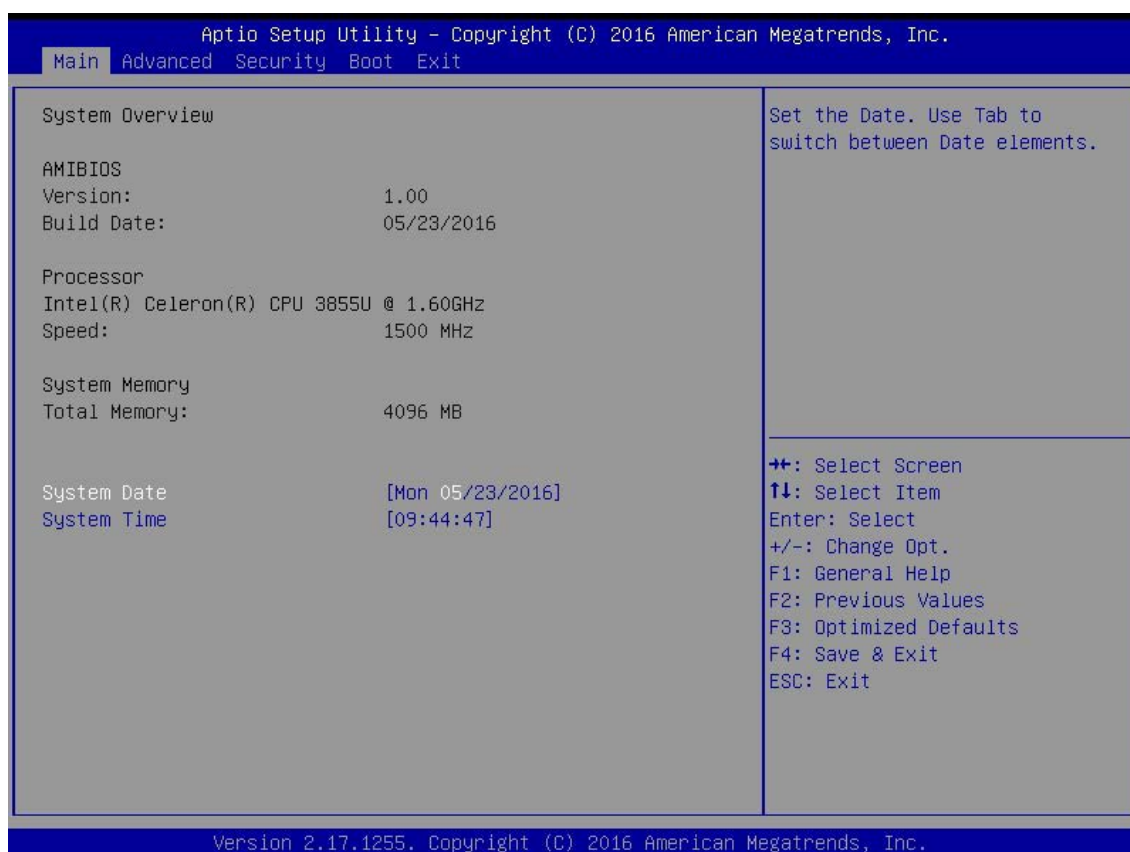 Aptio Setup Utility – Copyright (C) 2016 American Megatrends, Inc.
Main Advanced Security Boot Exit
System Overview
AMIBIOS
Version: 1.00
Build Date: 05/23/2016
Processor
Intel(R) Celeron(R) CPU 3855U @ 1.60GHz
Speed: 1500 MHz
System Memory
Total Memory: 4096 MB
System Date [Mon 05/23/2016]
System Time [09:44:47]
Set the Date. Use Tab to
switch between Date elements.
→←: Select Screen
↑↓: Select Item
Enter: Select
+/-: Change Opt.
F1: General Help
F2: Previous Values
F3: Optimized Defaults
F4: Save & Exit
ESC: Exit
Version 2.17.1255. Copyright (C) 2016 American Megatrends, Inc.